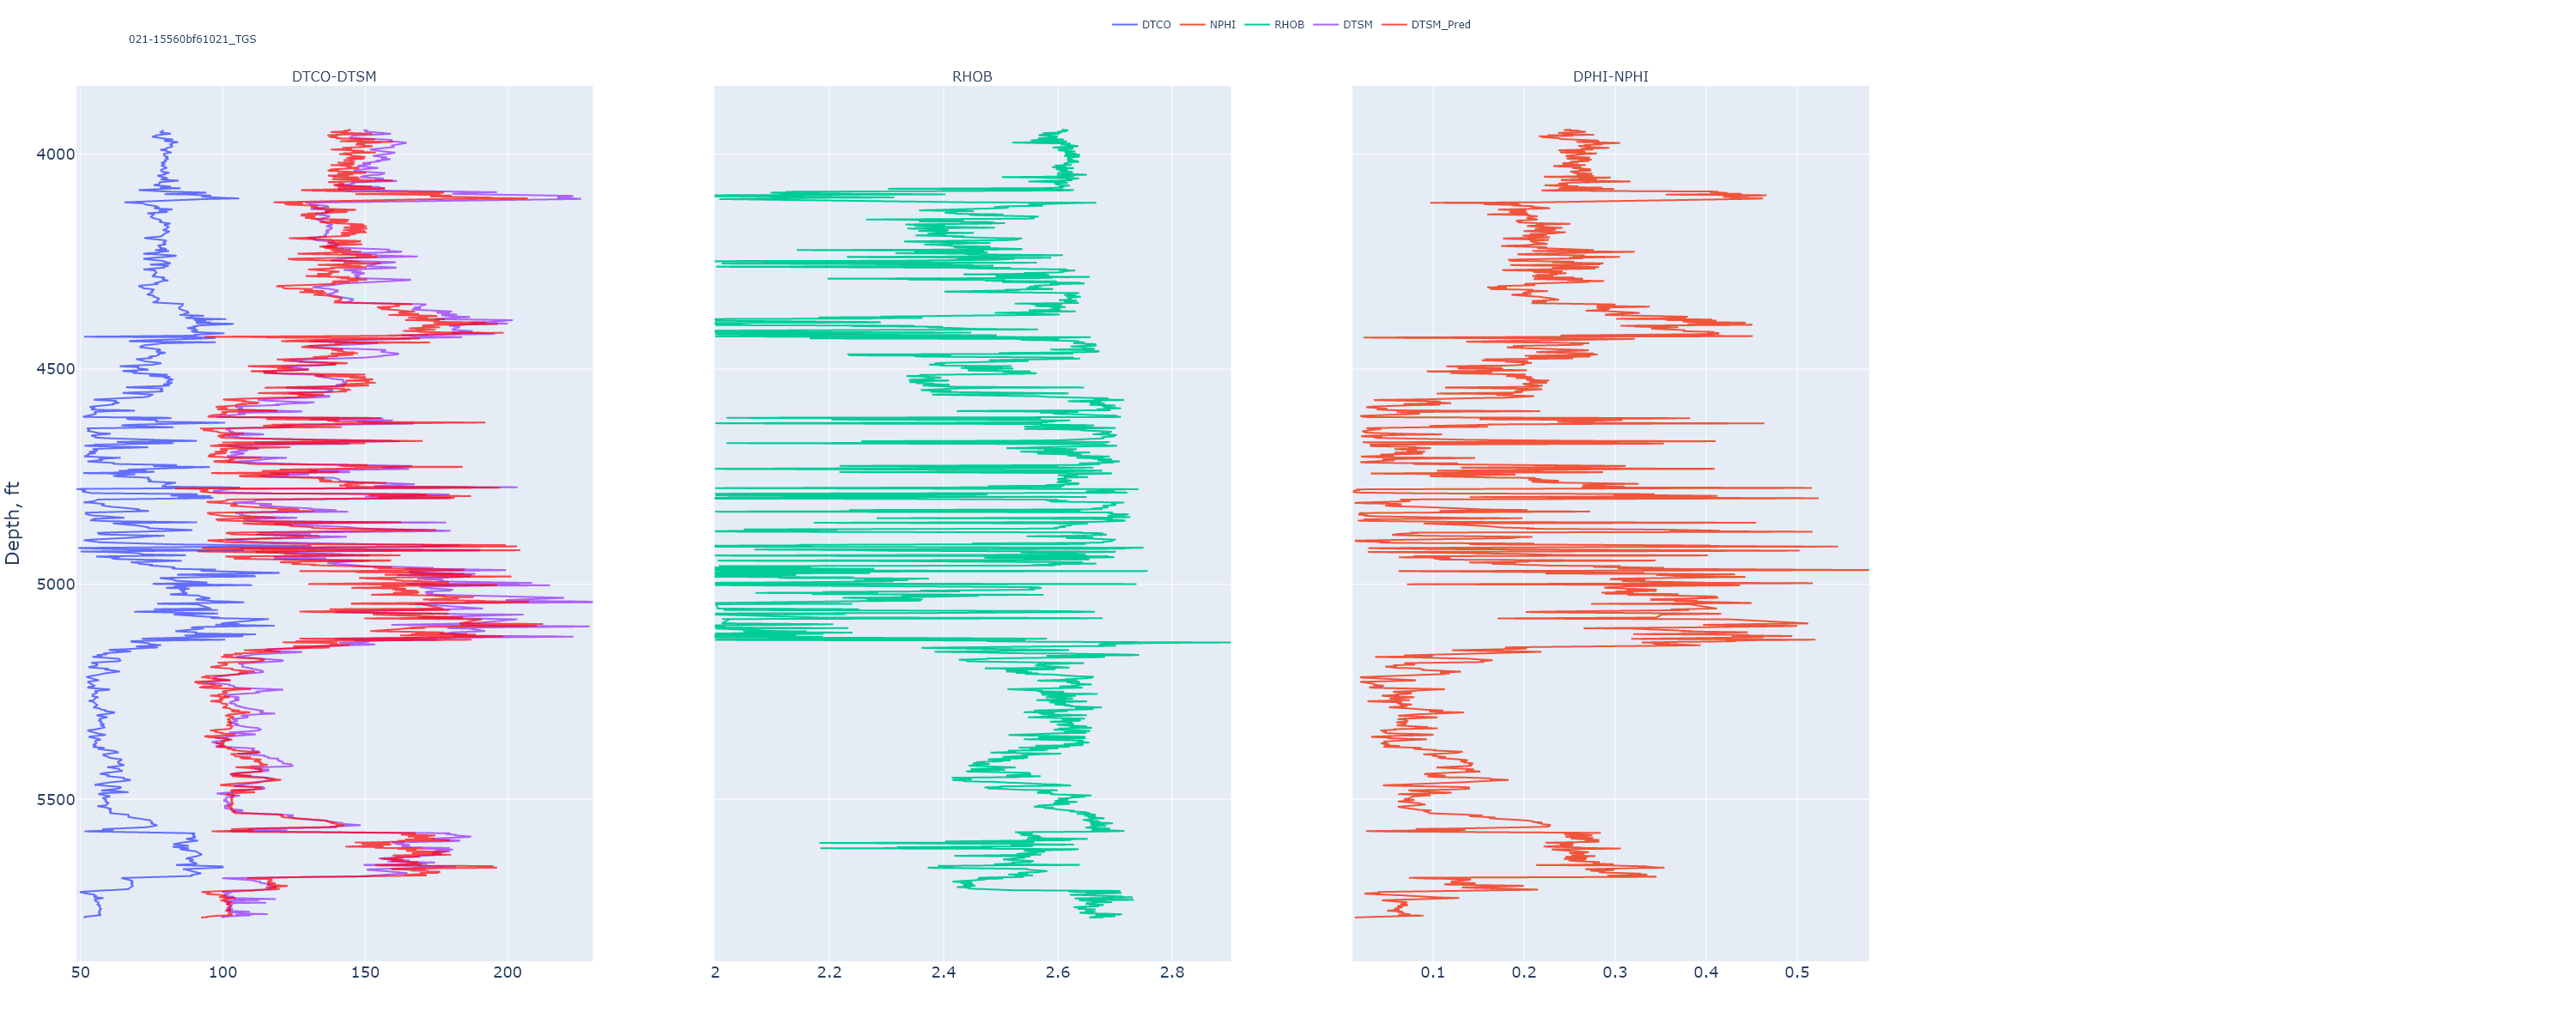 DTCO NPHI RHOB DTSM DTSM_Pred
021-15560bf61021_TGS
DTCO-DTSM RHOB DPHI-NPHI
Depth, ft
4000
4500
5000
5500
50 100 150 200 2 2.2 2.4 2.6 2.8 0.1 0.2 0.3 0.4 0.5